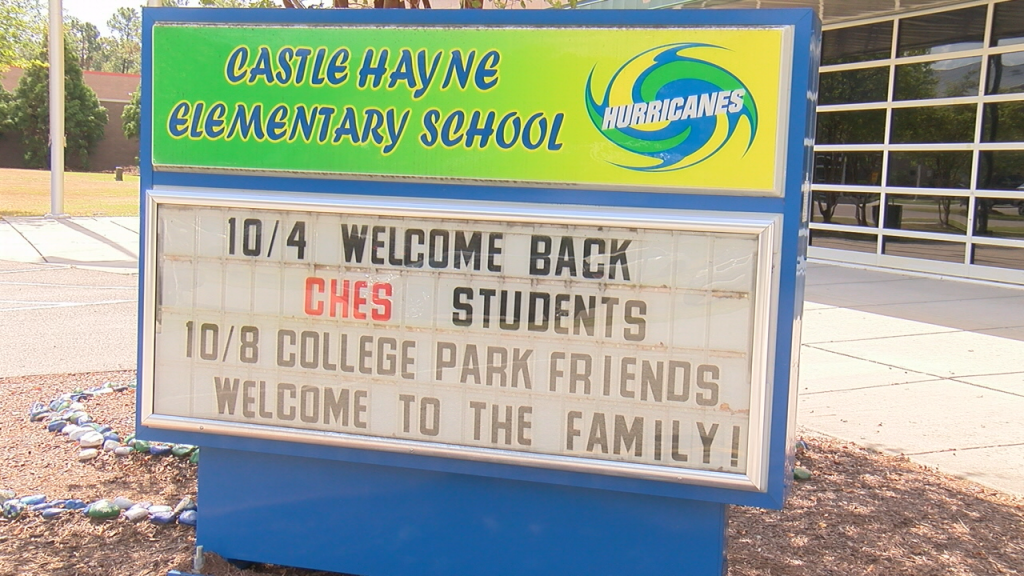 CASTLE HAYNE
ELEMENTARY SCHOOL
HURRICANES
10/4 WELCOME BACK
CHES STUDENTS
10/8 COLLEGE PARK FRIENDS
WELCOME TO THE FAMILY!